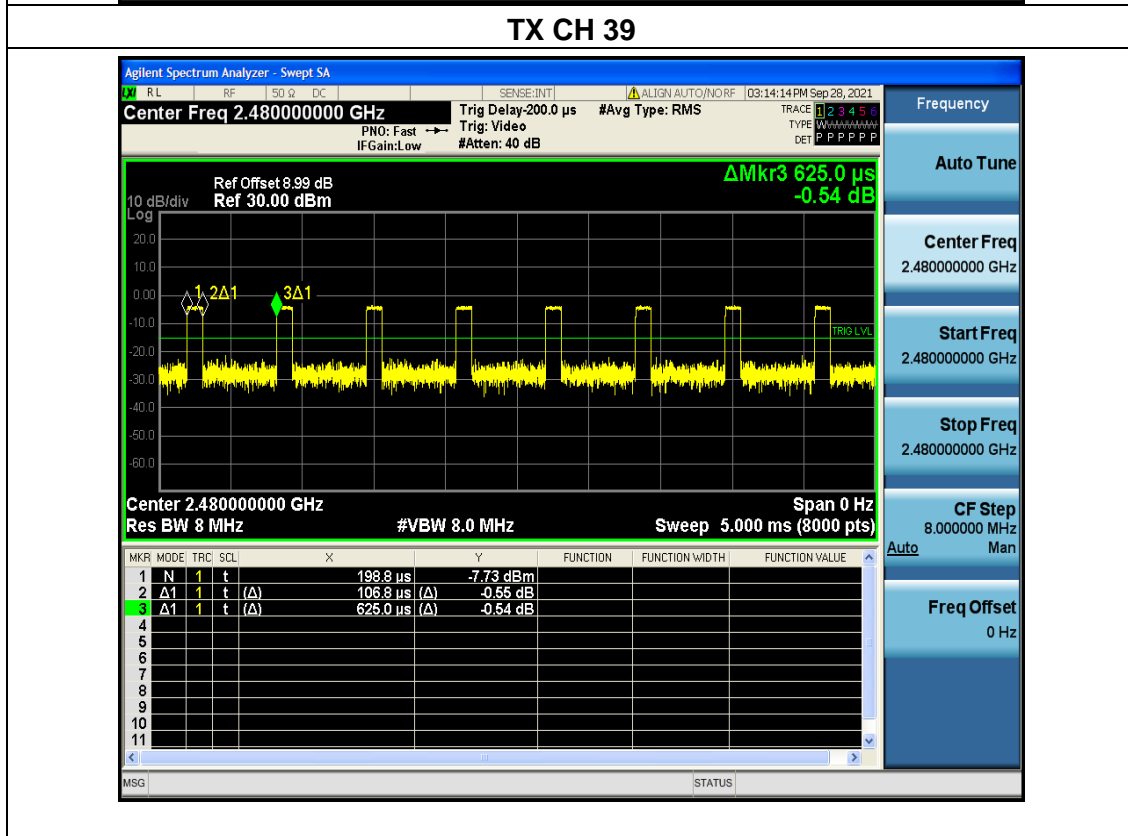 TX CH 39
Agilent Spectrum Analyzer - Swept SA
LXI RL RF 50 Ω DC SENSE:INT ALIGN AUTO/NO RF 03:14:14 PM Sep 28, 2021
Center Freq 2.480000000 GHz
PNO: Fast
IFGain:Low
Trig Delay-200.0 µs
Trig: Video
#Atten: 40 dB
#Avg Type: RMS
TRACE 1 2 3 4 5 6
TYPE WWWWWW
DET P P P P P P
ΔMkr3 625.0 µs
-0.54 dB
Ref Offset 8.99 dB
10 dB/div Ref 30.00 dBm
Log
20.0
10.0
0.00
-10.0
-20.0
-30.0
-40.0
-50.0
-60.0
1 2Δ1 3Δ1
TRIG LVL
Center 2.480000000 GHz Span 0 Hz
Res BW 8 MHz #VBW 8.0 MHz Sweep 5.000 ms (8000 pts)
MKR MODE TRC SCL X Y FUNCTION FUNCTION WIDTH FUNCTION VALUE
1 N 1 t 198.8 µs -7.73 dBm
2 Δ1 1 t (Δ) 106.8 µs (Δ) -0.55 dB
3 Δ1 1 t (Δ) 625.0 µs (Δ) -0.54 dB
4
5
6
7
8
9
10
11
MSG STATUS
Frequency
Auto Tune
Center Freq
2.480000000 GHz
Start Freq
2.480000000 GHz
Stop Freq
2.480000000 GHz
CF Step
8.000000 MHz
Auto Man
Freq Offset
0 Hz